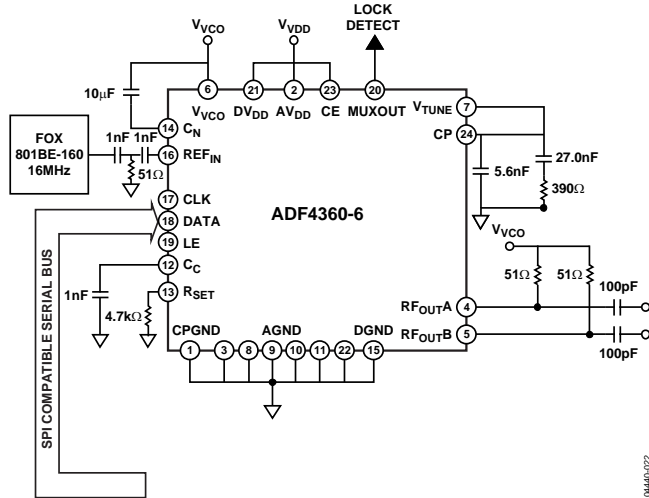 LOCK
DETECT
VVCO
VVDD
6
21
2
23
20
VVCO
DVDD
AVDD
CE
MUXOUT
10µF
14
CN
VTUNE
7
CP
24
FOX
801BE-160
16MHz
1nF
1nF
16
REFIN
51Ω
5.6nF
27.0nF
390Ω
17
CLK
18
DATA
19
LE
ADF4360-6
VVCO
12
CC
13
RSET
1nF
4.7kΩ
51Ω
51Ω
100pF
RFOUTA
4
RFOUTB
5
100pF
CPGND
AGND
DGND
1
3
8
9
10
11
22
15
SPI COMPATIBLE SERIAL BUS
04440-022